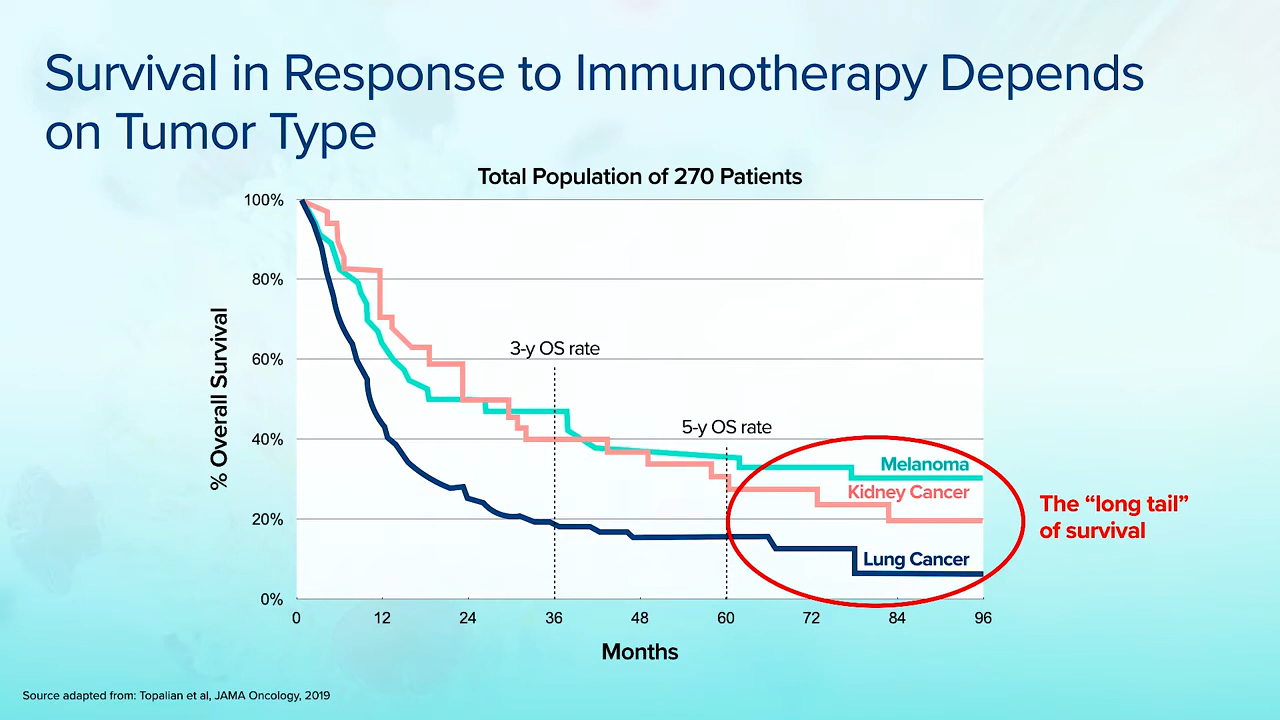 Survival in Response to Immunotherapy Depends
on Tumor Type
Total Population of 270 Patients
100%
80%
60%
40%
20%
0%
% Overall Survival
3-y OS rate
5-y OS rate
Melanoma
Kidney Cancer
Lung Cancer
The “long tail”
of survival
0 12 24 36 48 60 72 84 96
Months
Source adapted from: Topalian et al, JAMA Oncology, 2019